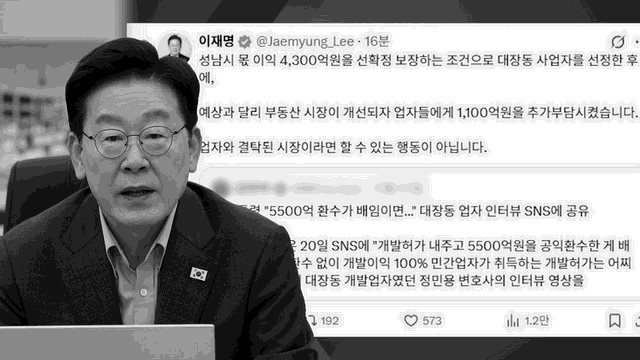 이재명 @Jaemyung_Lee · 16분
성남시 몫 이익 4,300억원을 선확정 보장하는 조건으로 대장동 사업자를 선정한 후
에,
예상과 달리 부동산 시장이 개선되자 업자들에게 1,100억원을 추가부담시켰습니다.
업자와 결탁된 시장이라면 할 수 있는 행동이 아닙니다.
"5500억 환수가 배임이면..." 대장동 업자 인터뷰 SNS에 공유
은 20일 SNS에 "개발허가 내주고 5500억원을 공익환수한 게 배
환수 없이 개발이익 100% 민간업자가 취득하는 개발허가는 어찌
대장동 개발업자였던 정민용 변호사의 인터뷰 영상을
192 573 1.2만